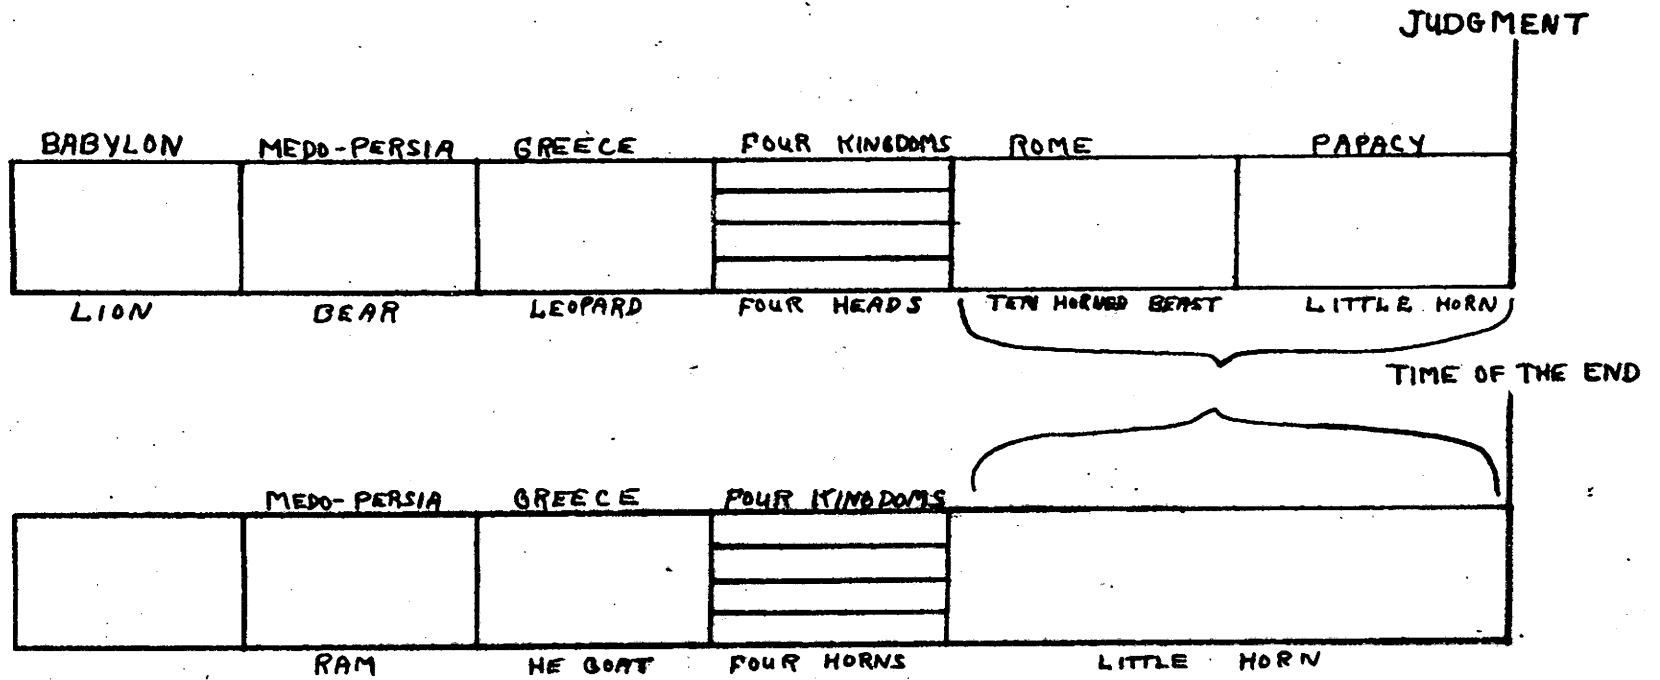 JUDGMENT
BABYLON MEDO-PERSIA GREECE FOUR KINGDOMS ROME PAPACY
LION BEAR LEOPARD FOUR HEADS TEN HORNED BEAST LITTLE HORN
TIME OF THE END
MEDO-PERSIA GREECE FOUR KINGDOMS
RAM HE GOAT FOUR HORNS LITTLE HORN